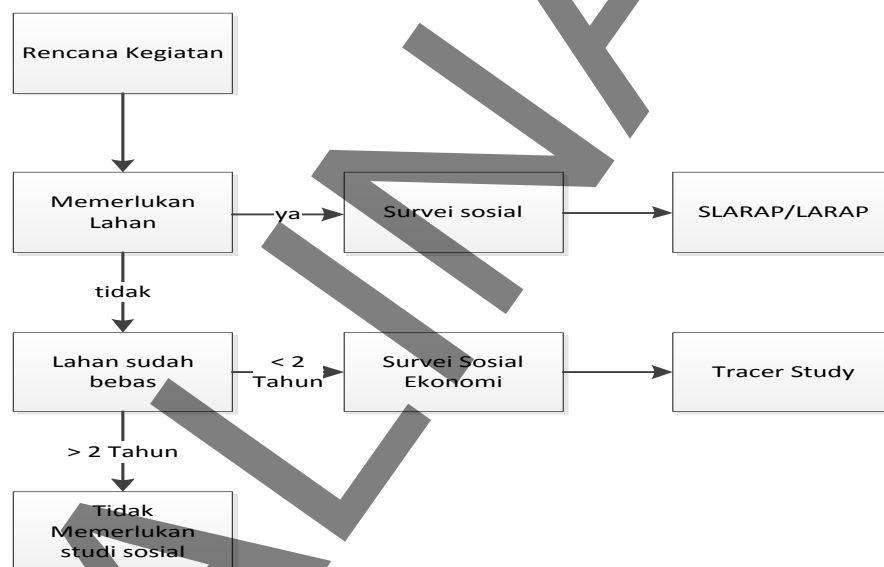 Rencana Kegiatan
Memerlukan
Lahan
ya
Survei sosial
SLARAP/LARAP
tidak
Lahan sudah
bebas
< 2
Tahun
Survei Sosial
Ekonomi
Tracer Study
> 2 Tahun
Tidak
Memerlukan
studi sosial